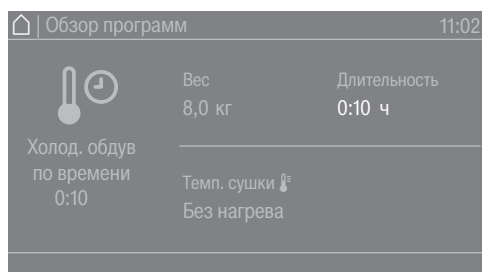 Обзор программ
11:02
Холод. обдув
по времени
0:10
Вес
8,0 кг
Длительность
0:10 ч
Темп. сушки
Без нагрева